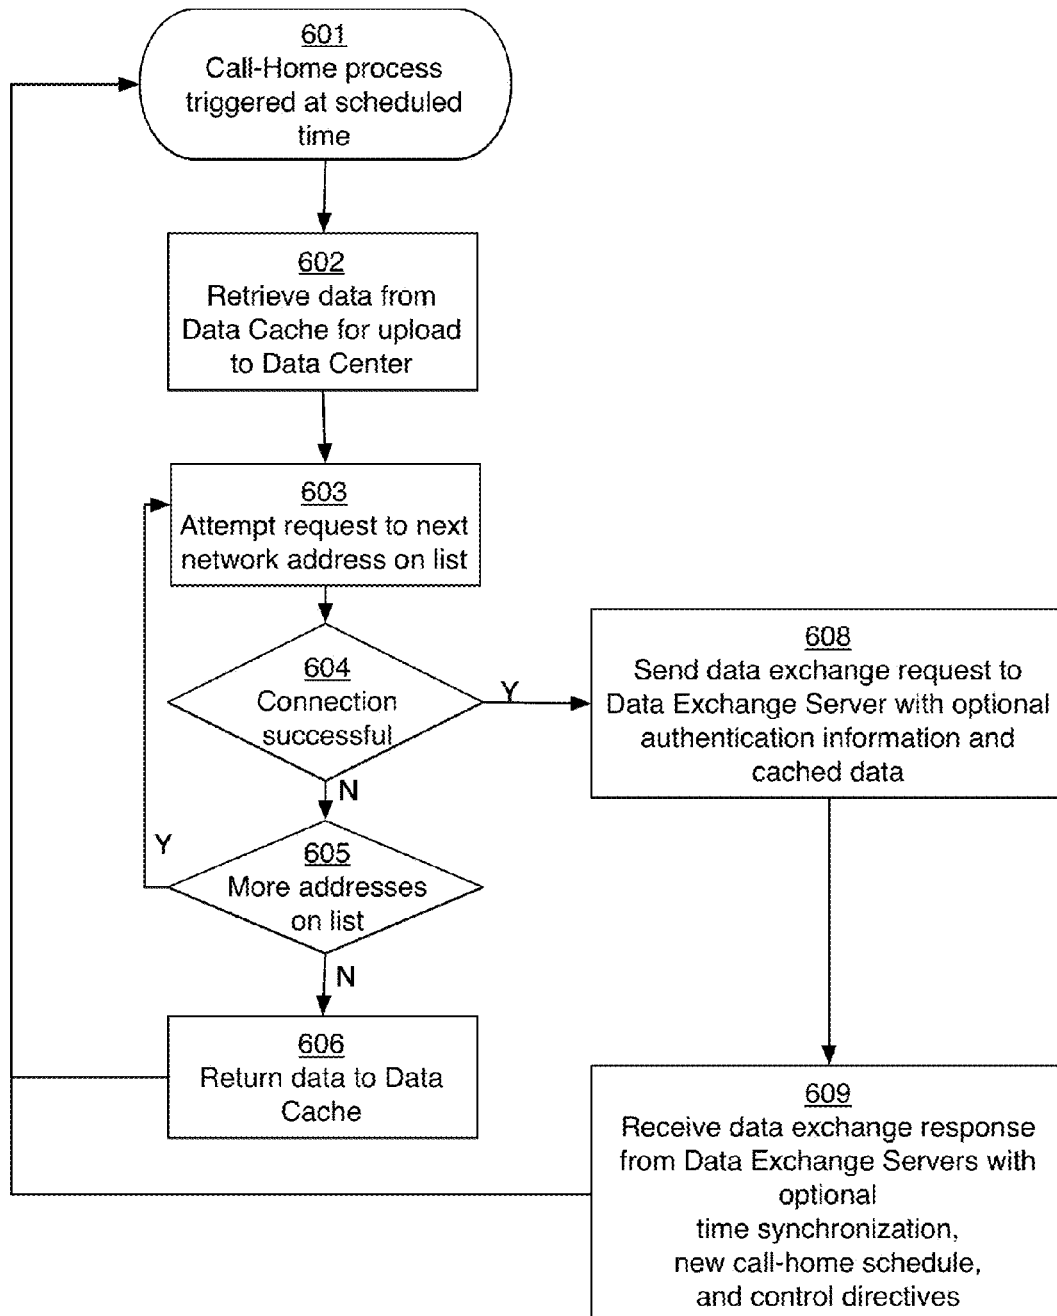 601
Call-Home process
triggered at scheduled
time
602
Retrieve data from
Data Cache for upload
to Data Center
603
Attempt request to next
network address on list
604
Connection
successful
Y
N
608
Send data exchange request to
Data Exchange Server with optional
authentication information and
cached data
605
More addresses
on list
Y
N
606
Return data to Data
Cache
609
Receive data exchange response
from Data Exchange Servers with
optional
time synchronization,
new call-home schedule,
and control directives